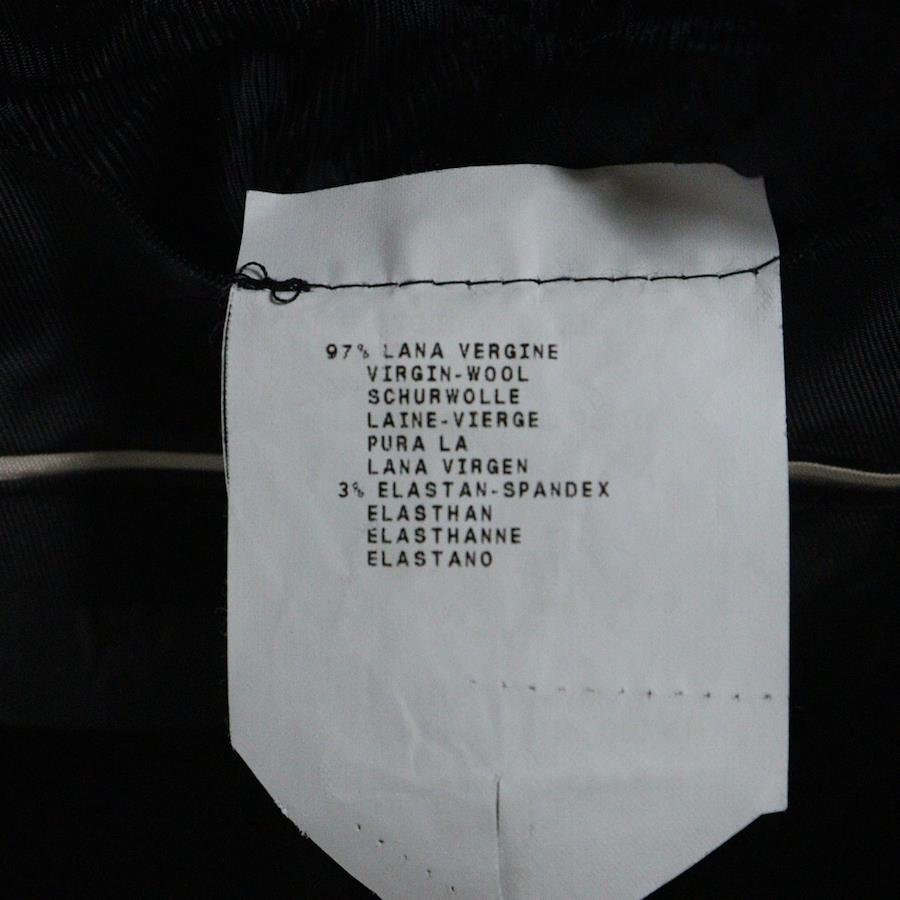 97% LANA VERGINE
VIRGIN-WOOL
SCHURWOLLE
LAINE-VIERGE
PURA LA
LANA VIRGEN
3% ELASTAN-SPANDEX
ELASTHAN
ELASTHANNE
ELASTANO